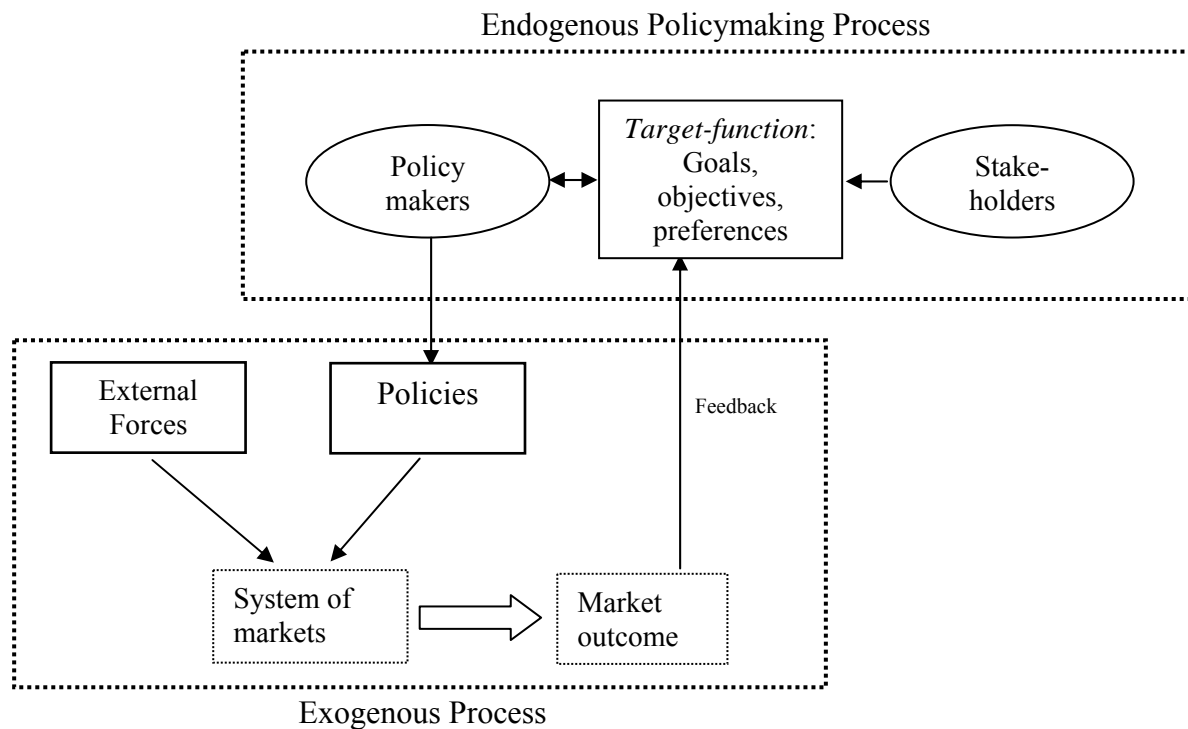 Endogenous Policymaking Process
Policy
makers
Target-function:
Goals,
objectives,
preferences
Stake-
holders
External
Forces
Policies
Feedback
System of
markets
Market
outcome
Exogenous Process